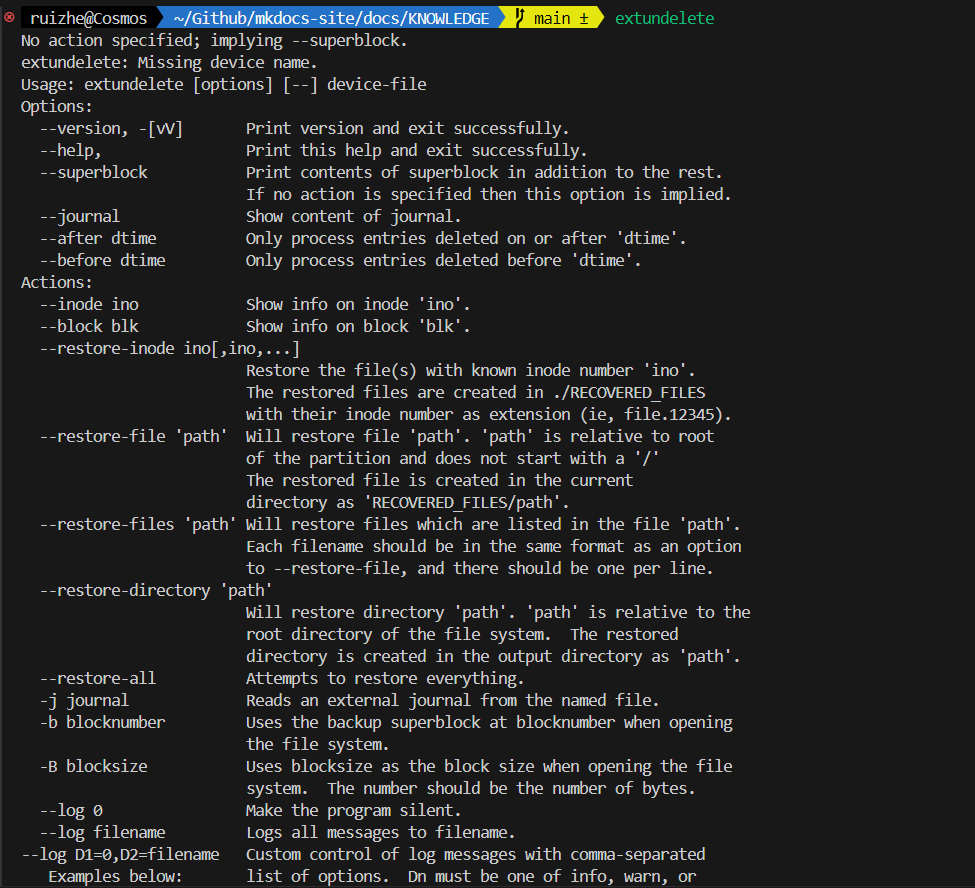 ruizhe@Cosmos ~/Github/mkdocs-site/docs/KNOWLEDGE main ± extundelete
No action specified; implying --superblock.
extundelete: Missing device name.
Usage: extundelete [options] [--] device-file
Options:
  --version, -[vV]       Print version and exit successfully.
  --help,                Print this help and exit successfully.
  --superblock           Print contents of superblock in addition to the rest.
                         If no action is specified then this option is implied.
  --journal              Show content of journal.
  --after dtime          Only process entries deleted on or after 'dtime'.
  --before dtime         Only process entries deleted before 'dtime'.
Actions:
  --inode ino            Show info on inode 'ino'.
  --block blk            Show info on block 'blk'.
  --restore-inode ino[,ino,...]
                         Restore the file(s) with known inode number 'ino'.
                         The restored files are created in ./RECOVERED_FILES
                         with their inode number as extension (ie, file.12345).
  --restore-file 'path'  Will restore file 'path'. 'path' is relative to root
                         of the partition and does not start with a '/'
                         The restored file is created in the current
                         directory as 'RECOVERED_FILES/path'.
  --restore-files 'path' Will restore files which are listed in the file 'path'.
                         Each filename should be in the same format as an option
                         to --restore-file, and there should be one per line.
  --restore-directory 'path'
                         Will restore directory 'path'. 'path' is relative to the
                         root directory of the file system.  The restored
                         directory is created in the output directory as 'path'.
  --restore-all          Attempts to restore everything.
  -j journal             Reads an external journal from the named file.
  -b blocknumber         Uses the backup superblock at blocknumber when opening
                         the file system.
  -B blocksize           Uses blocksize as the block size when opening the file
                         system.  The number should be the number of bytes.
  --log 0                Make the program silent.
  --log filename         Logs all messages to filename.
--log D1=0,D2=filename   Custom control of log messages with comma-separated
   Examples below:       list of options.  Dn must be one of info, warn, or